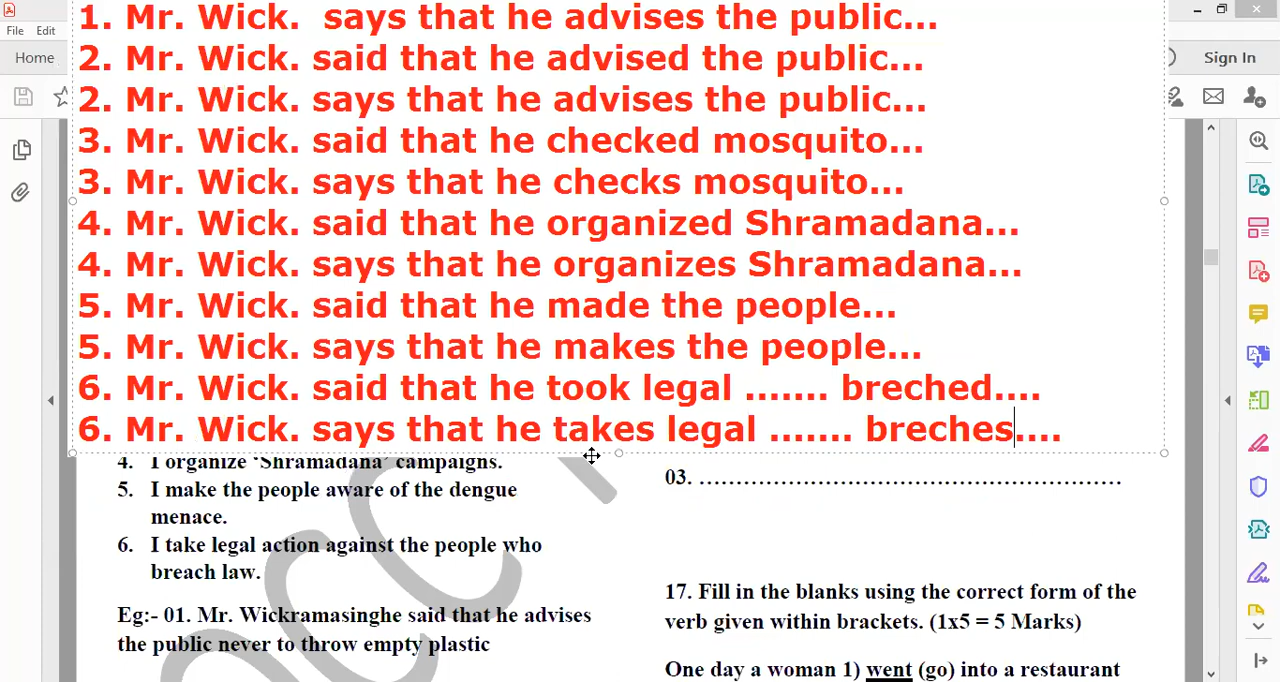 File Edit
Home
Sign In
1. Mr. Wick. says that he advises the public...
2. Mr. Wick. said that he advised the public...
2. Mr. Wick. says that he advises the public...
3. Mr. Wick. said that he checked mosquito...
3. Mr. Wick. says that he checks mosquito...
4. Mr. Wick. said that he organized Shramadana...
4. Mr. Wick. says that he organizes Shramadana...
5. Mr. Wick. said that he made the people...
5. Mr. Wick. says that he makes the people...
6. Mr. Wick. said that he took legal ....... breched....
6. Mr. Wick. says that he takes legal ....... breches....
4. I organize ‘Shramadana’ campaigns.
5. I make the people aware of the dengue
menace.
6. I take legal action against the people who
breach law.
Eg:- 01. Mr. Wickramasinghe said that he advises
the public never to throw empty plastic
03. ……………………………………………………
17. Fill in the blanks using the correct form of the
verb given within brackets. (1x5 = 5 Marks)
One day a woman 1) went (go) into a restaurant